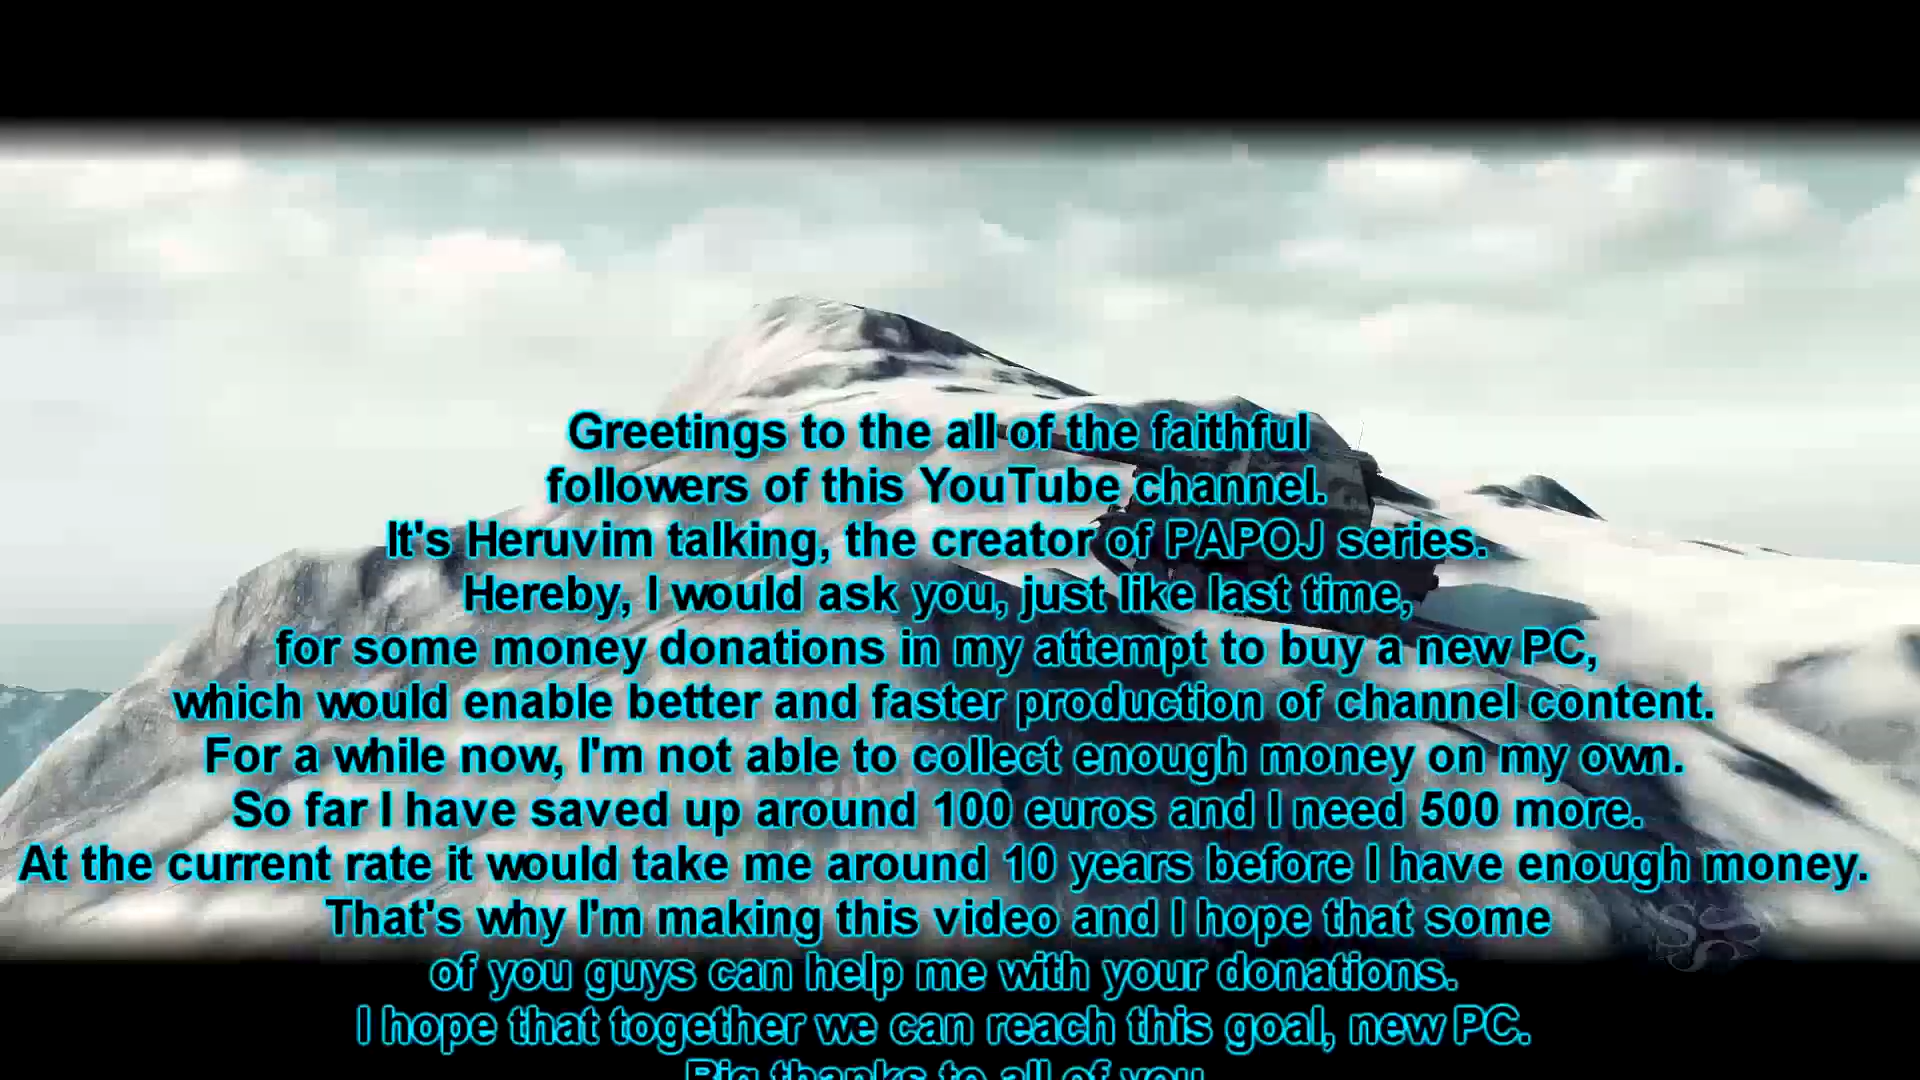 Greetings to the all of the faithful
followers of this YouTube channel.
It's Heruvim talking, the creator of PAPOJ series.
Hereby, I would ask you, just like last time,
for some money donations in my attempt to buy a new PC,
which would enable better and faster production of channel content.
For a while now, I'm not able to collect enough money on my own.
So far I have saved up around 100 euros and I need 500 more.
At the current rate it would take me around 10 years before I have enough money.
That's why I'm making this video and I hope that some
of you guys can help me with your donations.
I hope that together we can reach this goal, new PC.
Big thanks to all of you